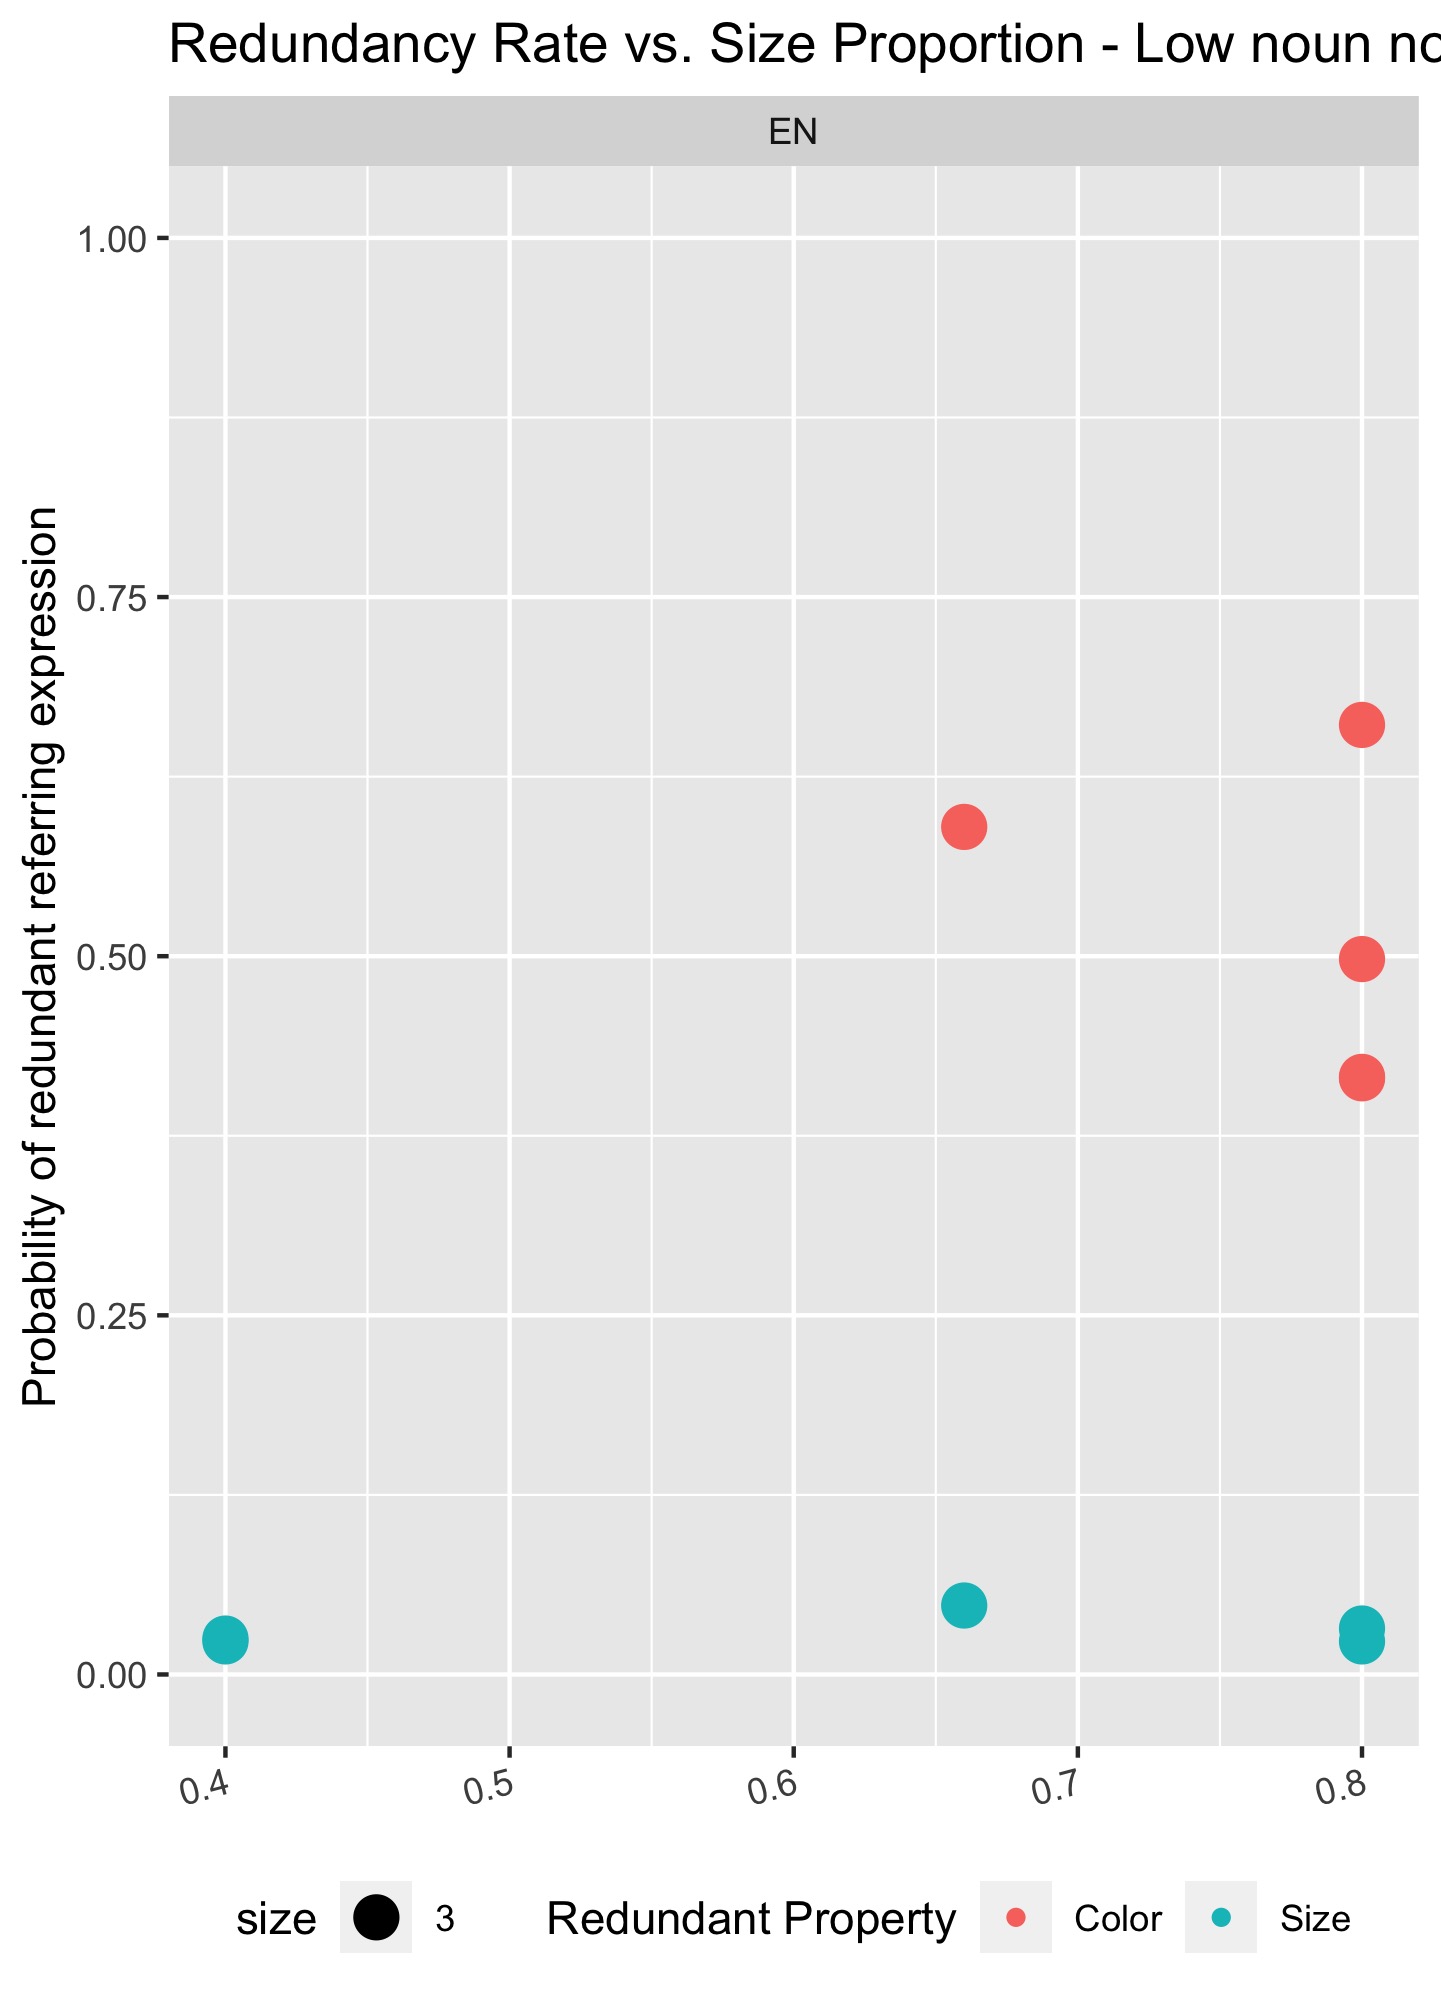 Redundancy Rate vs. Size Proportion - Low noun
EN
Probability of redundant referring expression
1.00
0.75
0.50
0.25
0.00
0.4 0.5 0.6 0.7 0.8
size 3 Redundant Property Color Size